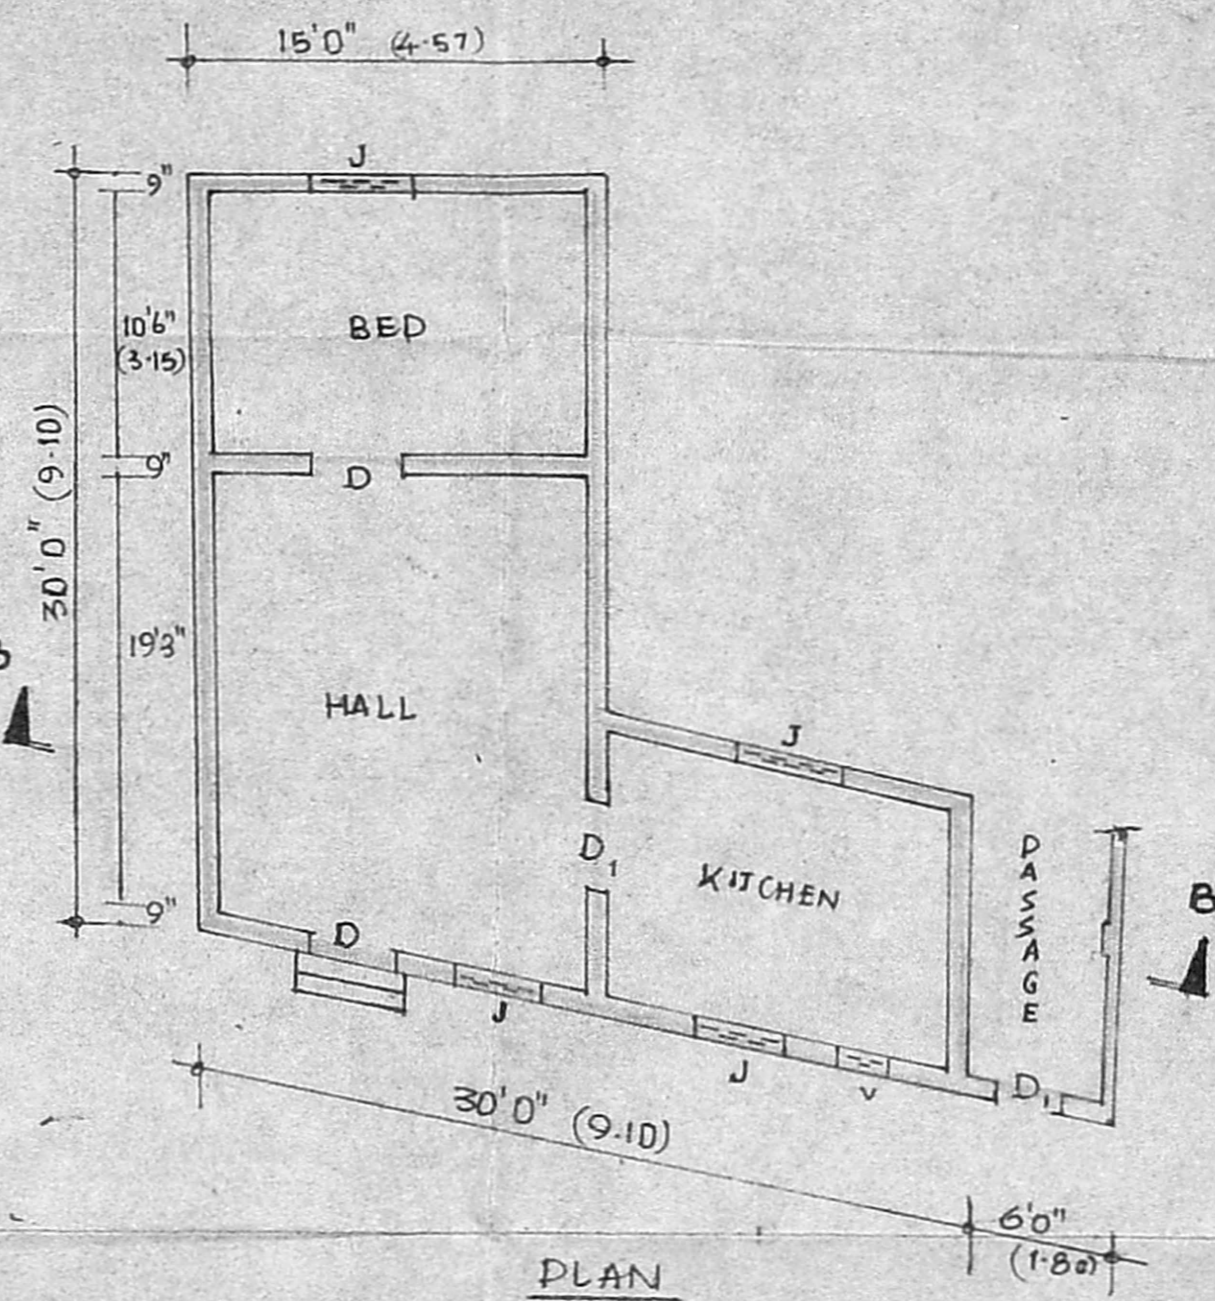 15'0" (4·57)
J
9"
10'6"
(3·15)
BED
9"
D
30'0" (9·10)
19'3"
HALL
J
D1
KITCHEN
PASSAGE
B
B
9"
D
J
J
V
D1
30'0" (9.10)
6'0"
(1·80)
PLAN